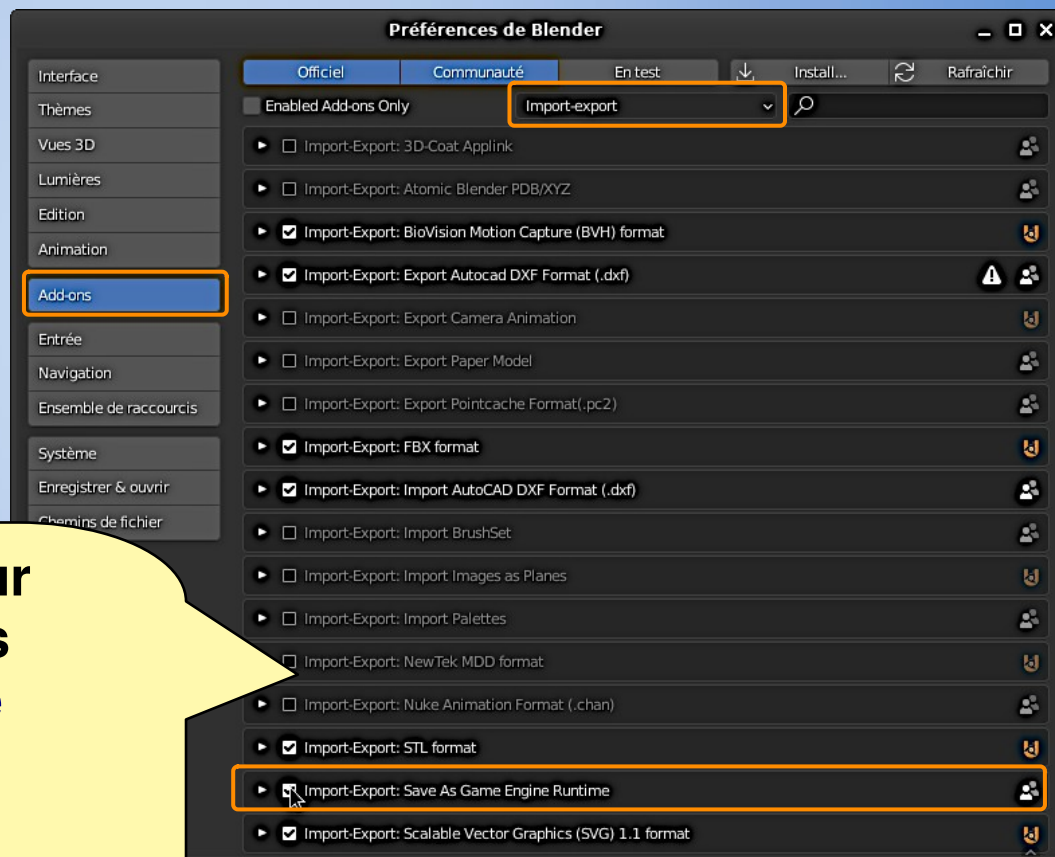 Préférences de Blender
Officiel Communauté En test Install... Rafraîchir
Enabled Add-ons Only Import-export
Interface
Thèmes
Vues 3D
Lumières
Edition
Animation
Add-ons
Entrée
Navigation
Ensemble de raccourcis
Système
Enregistrer & ouvrir
Chemins de fichier
Import-Export: 3D-Coat Applink
Import-Export: Atomic Blender PDB/XYZ
Import-Export: BioVision Motion Capture (BVH) format
Import-Export: Export Autocad DXF Format (.dxf)
Import-Export: Export Camera Animation
Import-Export: Export Paper Model
Import-Export: Export Pointcache Format(.pc2)
Import-Export: FBX format
Import-Export: Import AutoCAD DXF Format (.dxf)
Import-Export: Import BrushSet
Import-Export: Import Images as Planes
Import-Export: Import Palettes
Import-Export: NewTek MDD format
Import-Export: Nuke Animation Format (.chan)
Import-Export: STL format
Import-Export: Save As Game Engine Runtime
Import-Export: Scalable Vector Graphics (SVG) 1.1 format